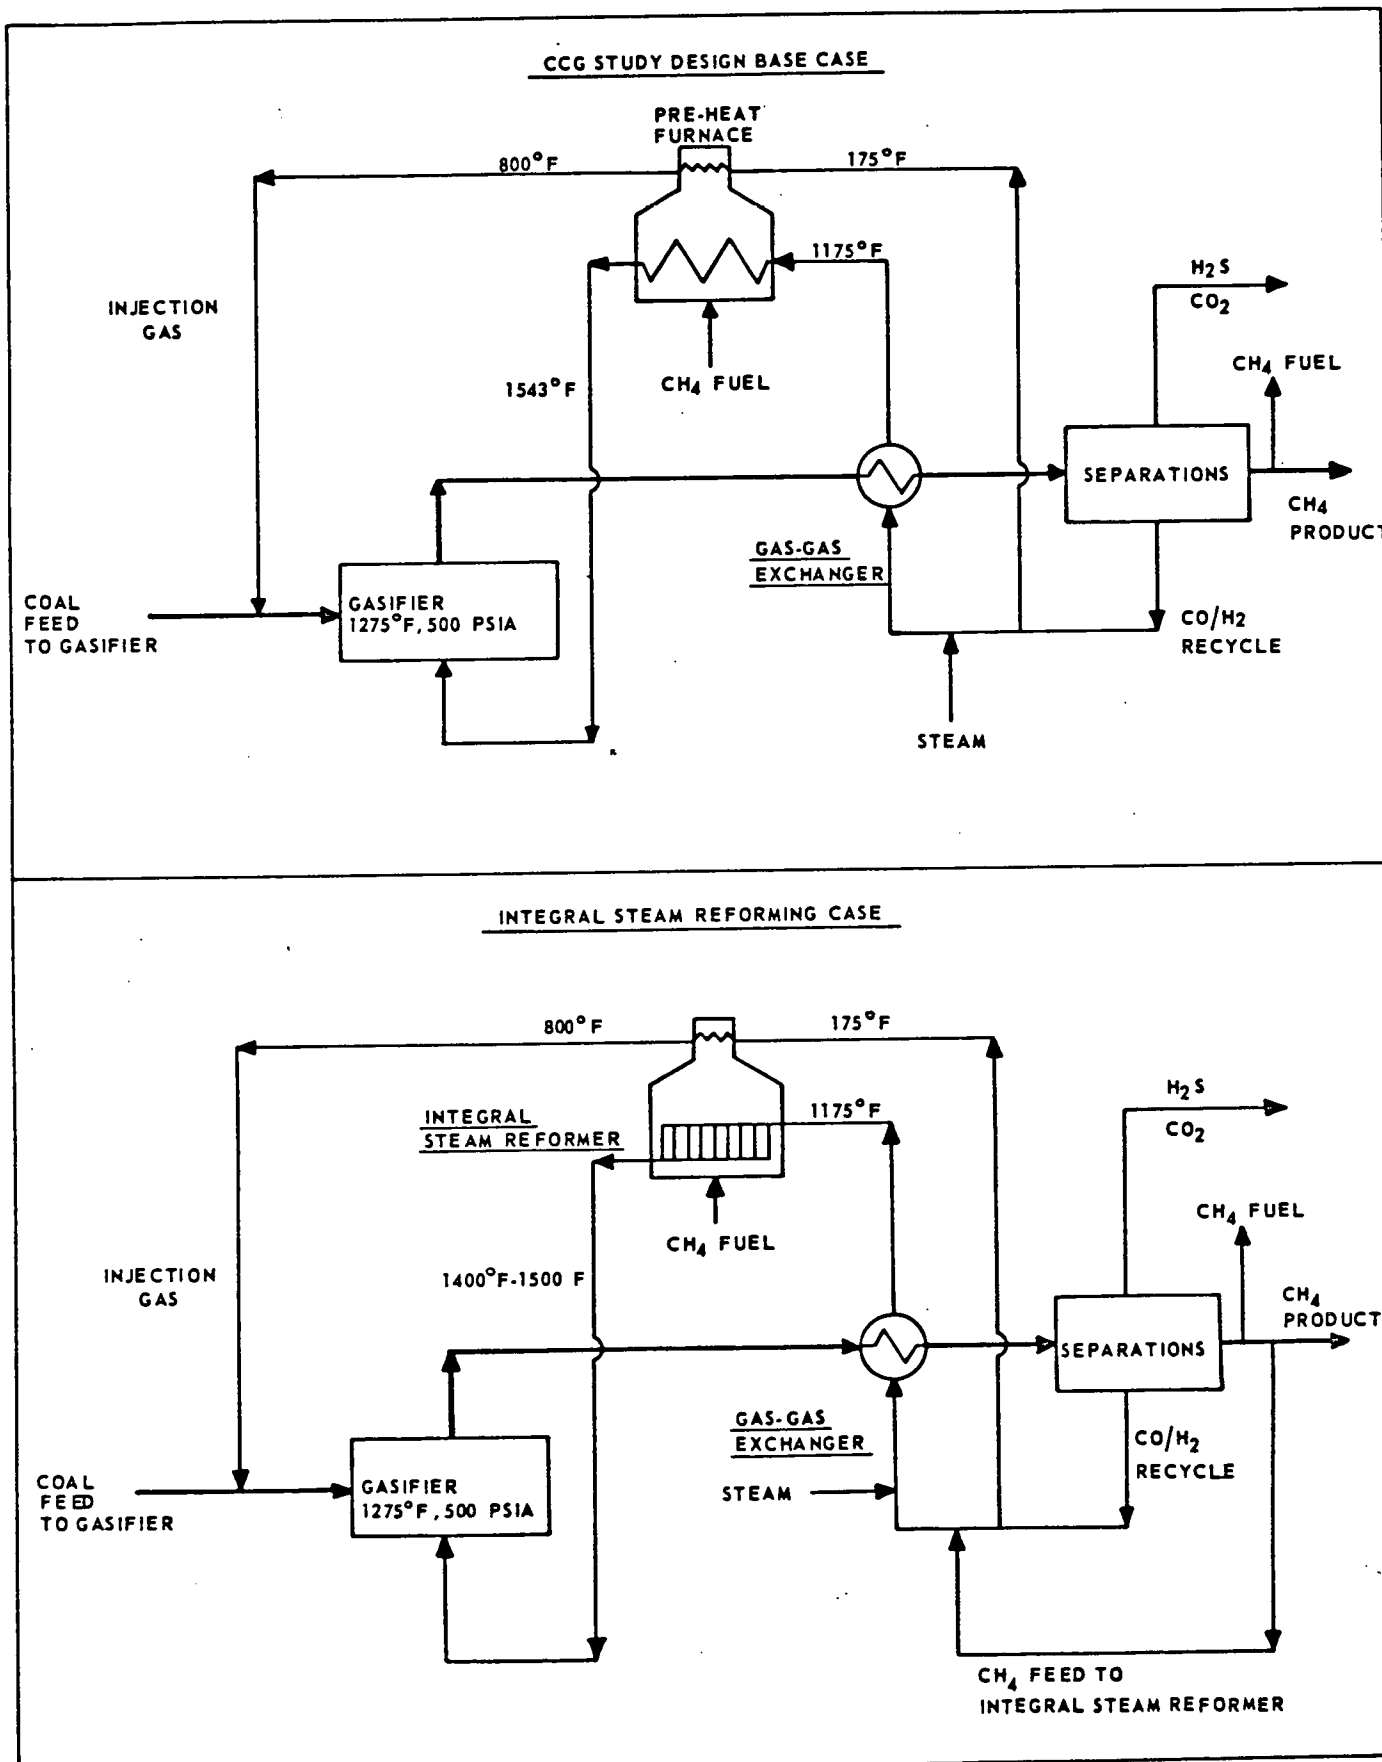 CCG STUDY DESIGN BASE CASE
PRE-HEAT
FURNACE
800°F
175°F
1175°F
H2S
CO2
INJECTION
GAS
CH4 FUEL
CH4 FUEL
1543°F
SEPARATIONS
CH4
PRODUCT
GAS-GAS
EXCHANGER
COAL
FEED
TO GASIFIER
GASIFIER
1275°F, 500 PSIA
CO/H2
RECYCLE
STEAM
INTEGRAL STEAM REFORMING CASE
800°F
175°F
INTEGRAL
STEAM REFORMER
1175°F
H2S
CO2
CH4 FUEL
CH4 FUEL
INJECTION
GAS
1400°F-1500 F
CH4
PRODUCT
SEPARATIONS
GAS-GAS
EXCHANGER
CO/H2
RECYCLE
COAL
FEED
TO GASIFIER
GASIFIER
1275°F, 500 PSIA
STEAM
CH4 FEED TO
INTEGRAL STEAM REFORMER